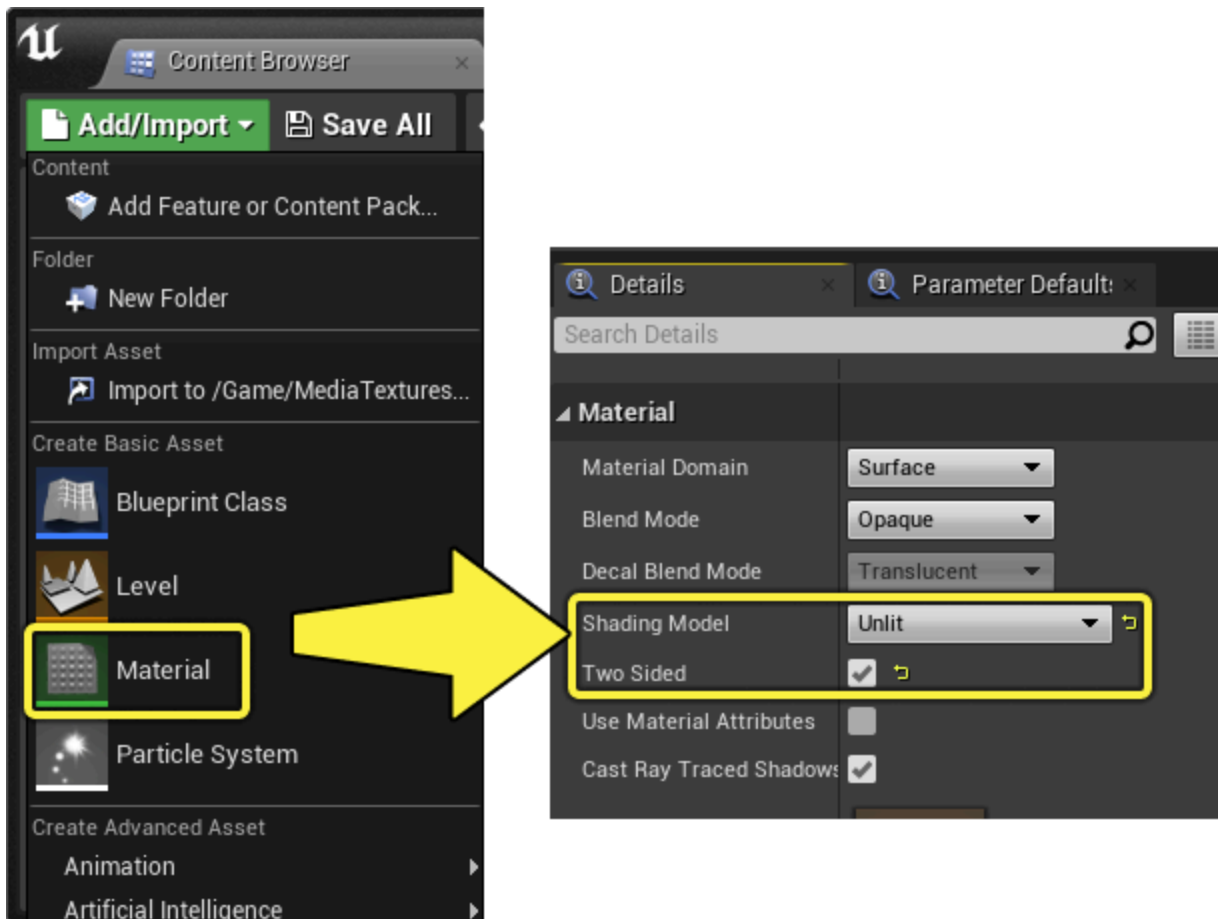 Content Browser
Add/Import
Save All
Content
Add Feature or Content Pack...
Folder
New Folder
Import Asset
Import to /Game/MediaTextures...
Create Basic Asset
Blueprint Class
Level
Material
Particle System
Create Advanced Asset
Animation
Artificial Intelligence
Details
Parameter Defaults
Search Details
Material
Material Domain
Surface
Blend Mode
Opaque
Decal Blend Mode
Translucent
Shading Model
Unlit
Two Sided
Use Material Attributes
Cast Ray Traced Shadows